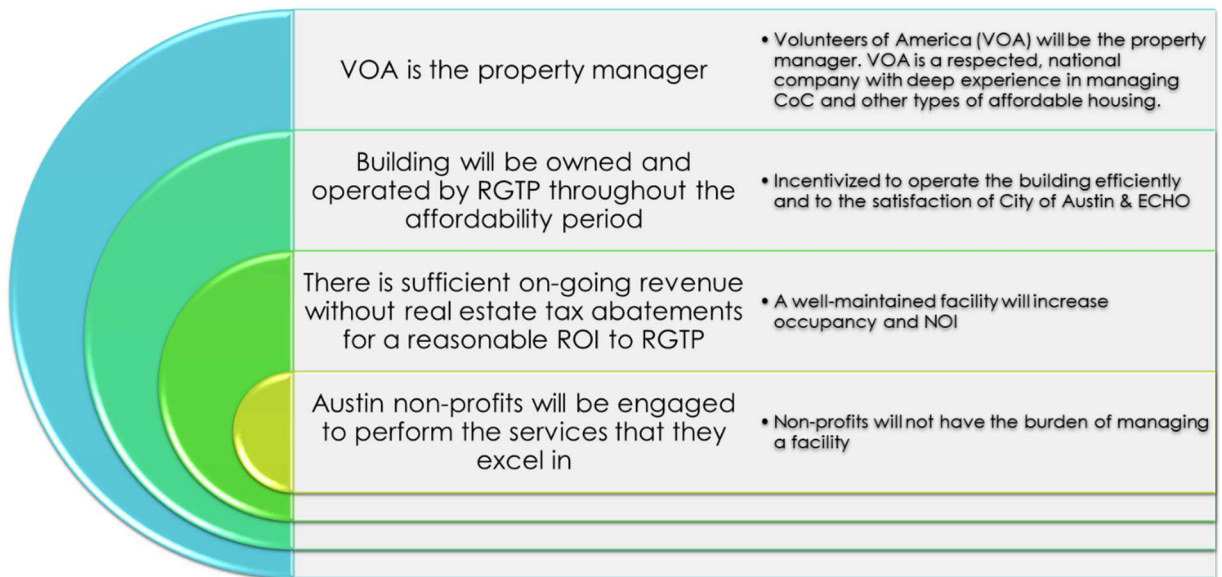 VOA is the property manager
• Volunteers of America (VOA) will be the property
manager. VOA is a respected, national
company with deep experience in managing
CoC and other types of affordable housing.
Building will be owned and
operated by RGTP throughout the
affordability period
• Incentivized to operate the building efficiently
and to the satisfaction of City of Austin & ECHO
There is sufficient on-going revenue
without real estate tax abatements
for a reasonable ROI to RGTP
• A well-maintained facility will increase
occupancy and NOI
Austin non-profits will be engaged
to perform the services that they
excel in
• Non-profits will not have the burden of managing
a facility